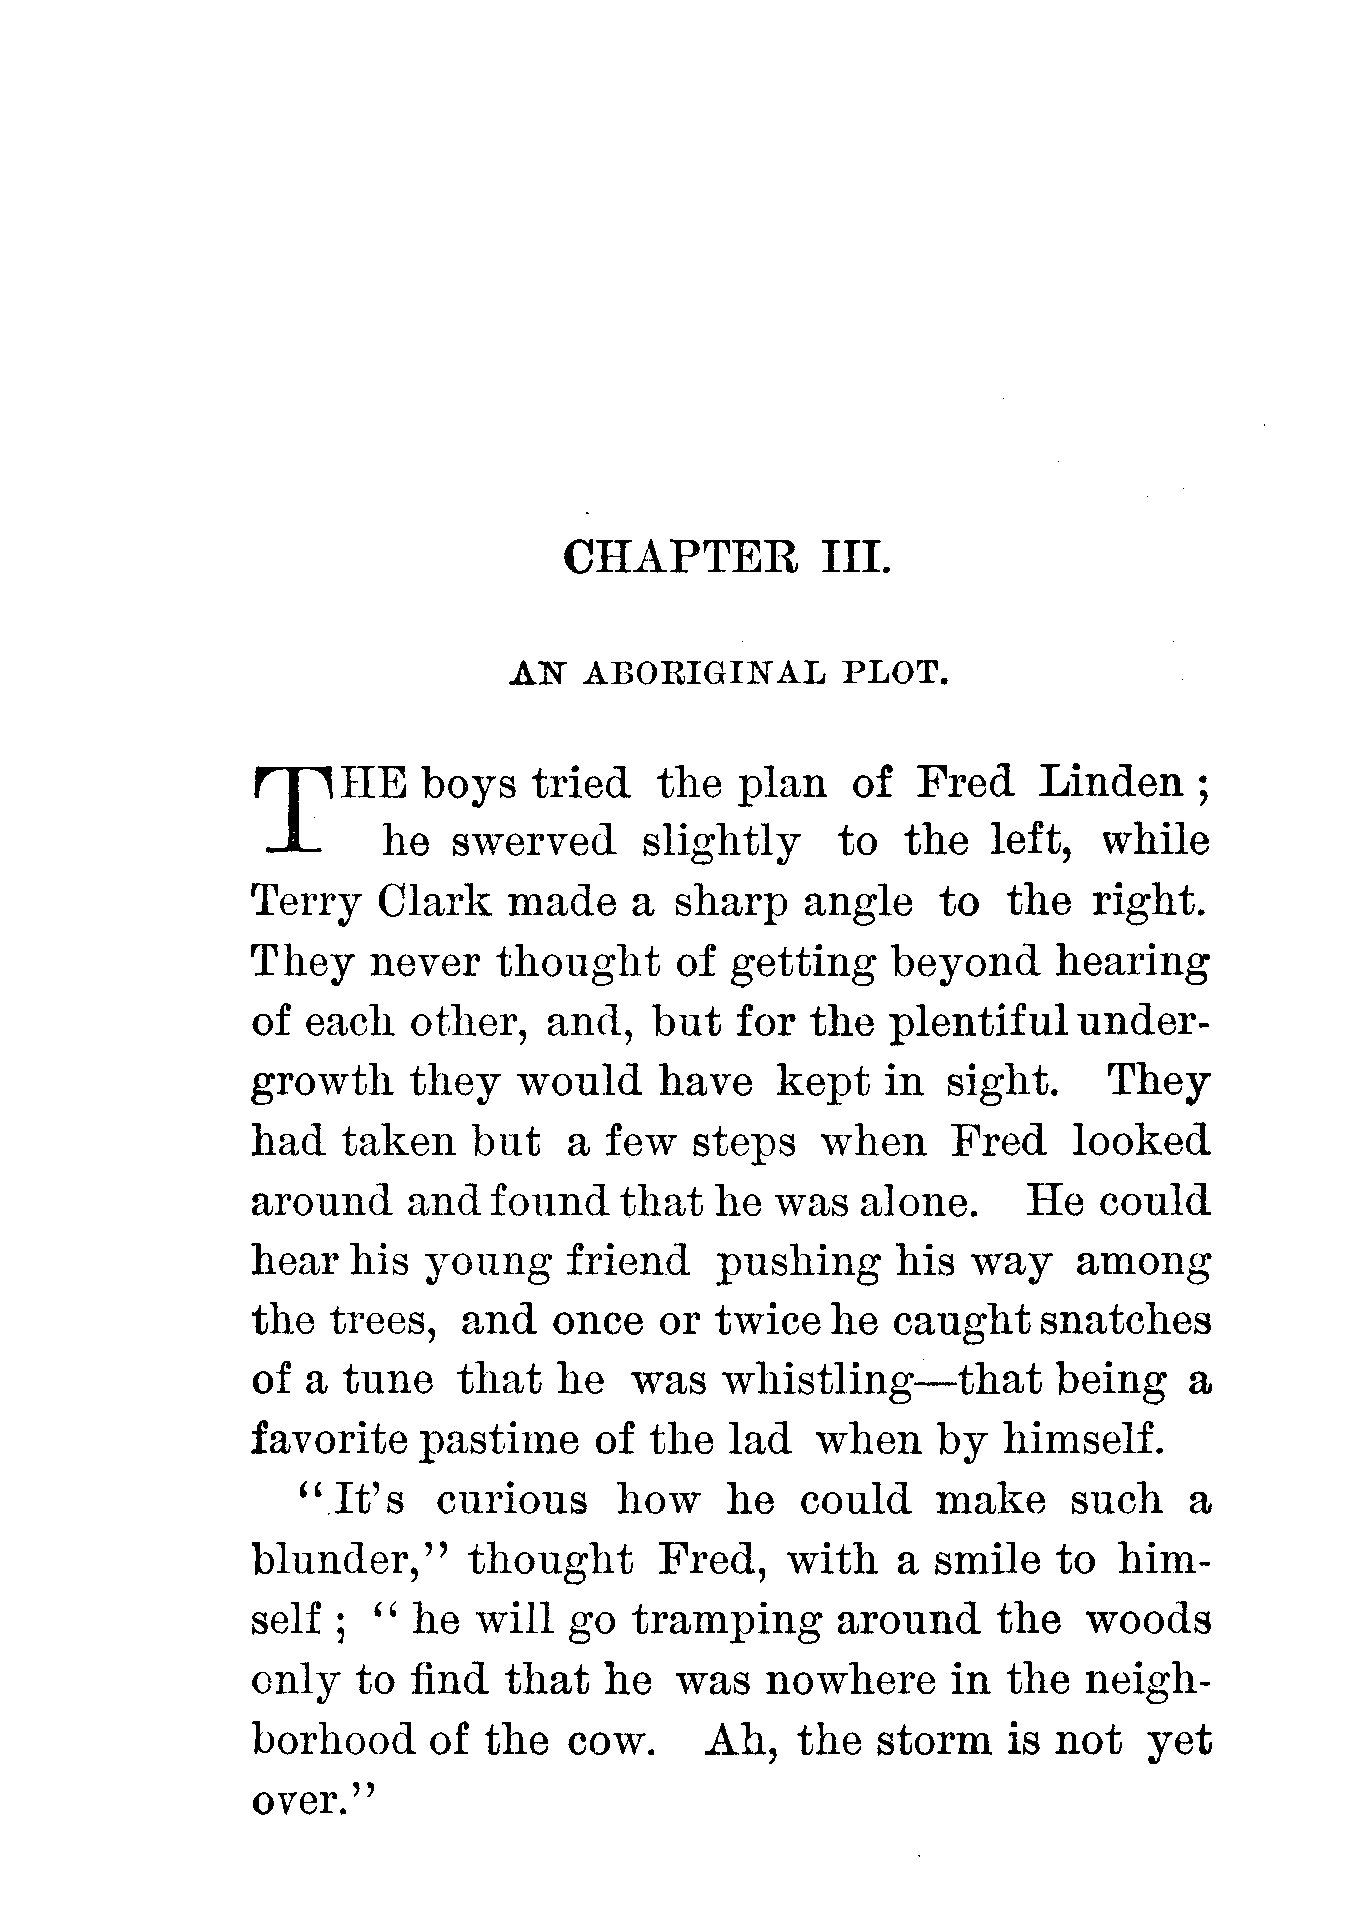 CHAPTER III.
AN ABORIGINAL PLOT.
THE boys tried the plan of Fred Linden ;
he swerved slightly to the left, while
Terry Clark made a sharp angle to the right.
They never thought of getting beyond hearing
of each other, and, but for the plentiful under-
growth they would have kept in sight. They
had taken but a few steps when Fred looked
around and found that he was alone. He could
hear his young friend pushing his way among
the trees, and once or twice he caught snatches
of a tune that he was whistling—that being a
favorite pastime of the lad when by himself.
“It’s curious how he could make such a
blunder,” thought Fred, with a smile to him-
self ; “ he will go tramping around the woods
only to find that he was nowhere in the neigh-
borhood of the cow. Ah, the storm is not yet
over.”